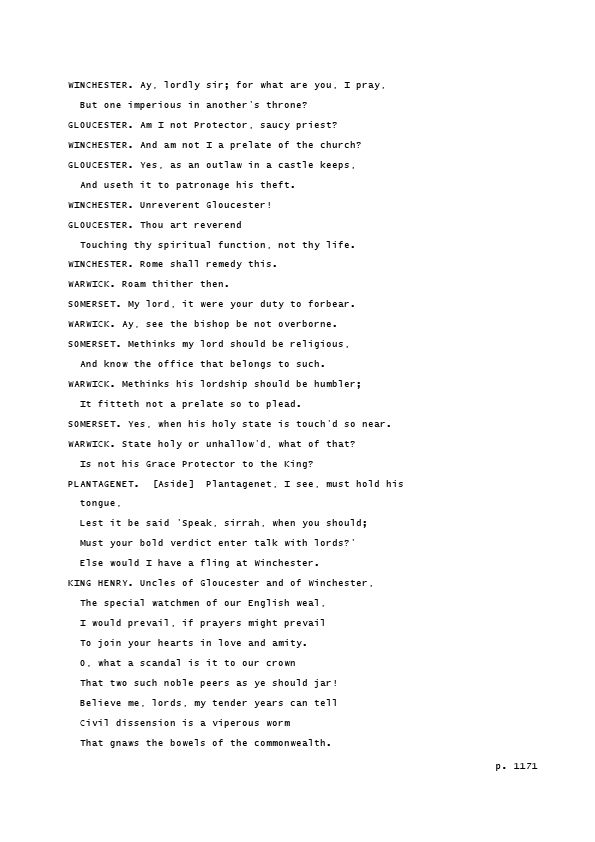 WINCHESTER. Ay, lordly sir; for what are you, I pray,
But one imperious in another's throne?
GLOUCESTER. Am I not Protector, saucy priest?
WINCHESTER. And am not I a prelate of the church?
GLOUCESTER. Yes, as an outlaw in a castle keeps,
And useth it to patronage his theft.
WINCHESTER. Unreverent Gloucester!
GLOUCESTER. Thou art reverend
Touching thy spiritual function, not thy life.
WINCHESTER. Rome shall remedy this.
WARWICK. Roam thither then.
SOMERSET. My lord, it were your duty to forbear.
WARWICK. Ay, see the bishop be not overborne.
SOMERSET. Methinks my lord should be religious,
And know the office that belongs to such.
WARWICK. Methinks his lordship should be humbler;
It fitteth not a prelate so to plead.
SOMERSET. Yes, when his holy state is touch'd so near.
WARWICK. State holy or unhallow'd, what of that?
Is not his Grace Protector to the King?
PLANTAGENET.  [Aside]  Plantagenet, I see, must hold his
tongue,
Lest it be said 'Speak, sirrah, when you should;
Must your bold verdict enter talk with lords?'
Else would I have a fling at Winchester.
KING HENRY. Uncles of Gloucester and of Winchester,
The special watchmen of our English weal,
I would prevail, if prayers might prevail
To join your hearts in love and amity.
O, what a scandal is it to our crown
That two such noble peers as ye should jar!
Believe me, lords, my tender years can tell
Civil dissension is a viperous worm
That gnaws the bowels of the commonwealth.
p. 1171